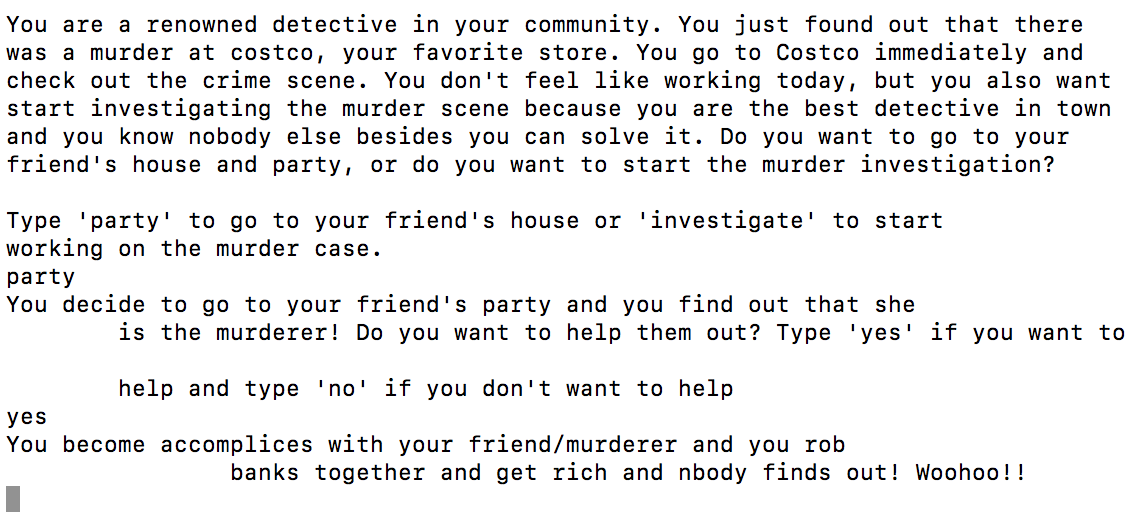 You are a renowned detective in your community. You just found out that there
was a murder at costco, your favorite store. You go to Costco immediately and
check out the crime scene. You don't feel like working today, but you also want
start investigating the murder scene because you are the best detective in town
and you know nobody else besides you can solve it. Do you want to go to your
friend's house and party, or do you want to start the murder investigation?
Type 'party' to go to your friend's house or 'investigate' to start
working on the murder case.
party
You decide to go to your friend's party and you find out that she
is the murderer! Do you want to help them out? Type 'yes' if you want to
help and type 'no' if you don't want to help
yes
You become accomplices with your friend/murderer and you rob
banks together and get rich and nbody finds out! Woohoo!!